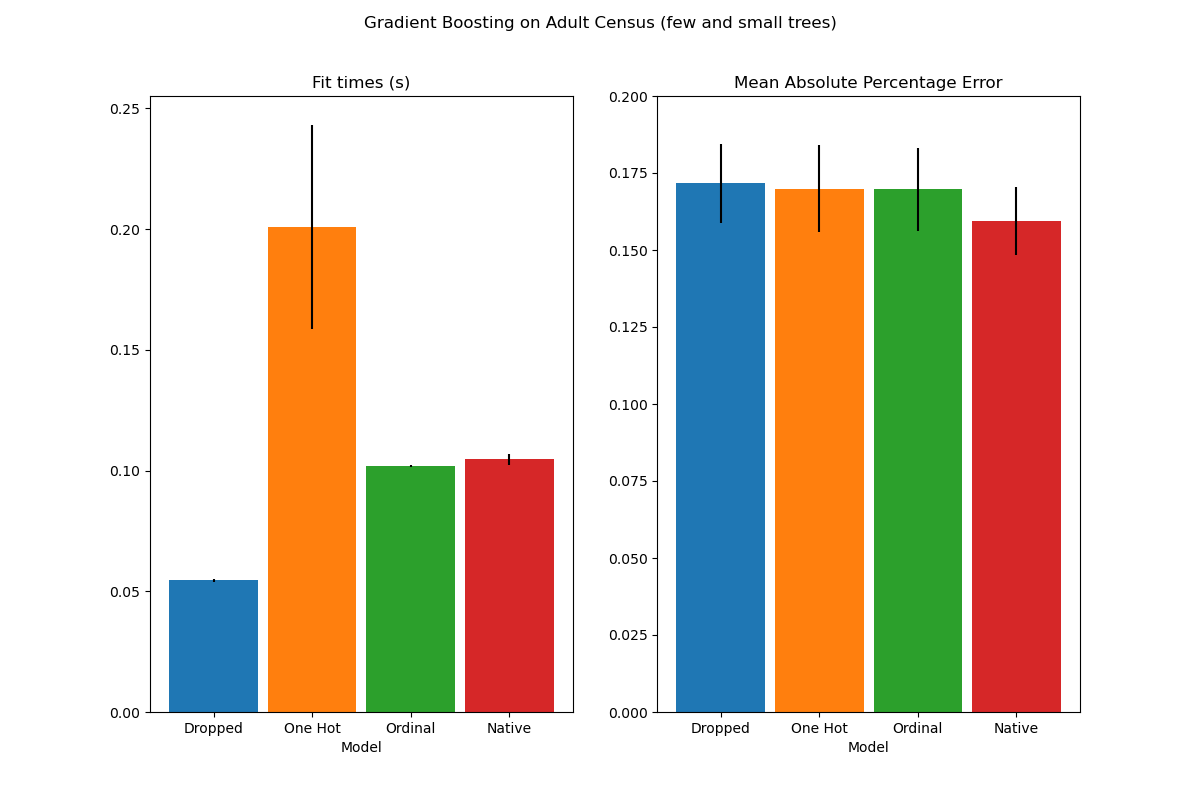 Gradient Boosting on Adult Census (few and small trees)
Fit times (s)
0.25
0.20
0.15
0.10
0.05
0.00
Dropped One Hot Ordinal Native
Model
Mean Absolute Percentage Error
0.200
0.175
0.150
0.125
0.100
0.075
0.050
0.025
0.000
Dropped One Hot Ordinal Native
Model